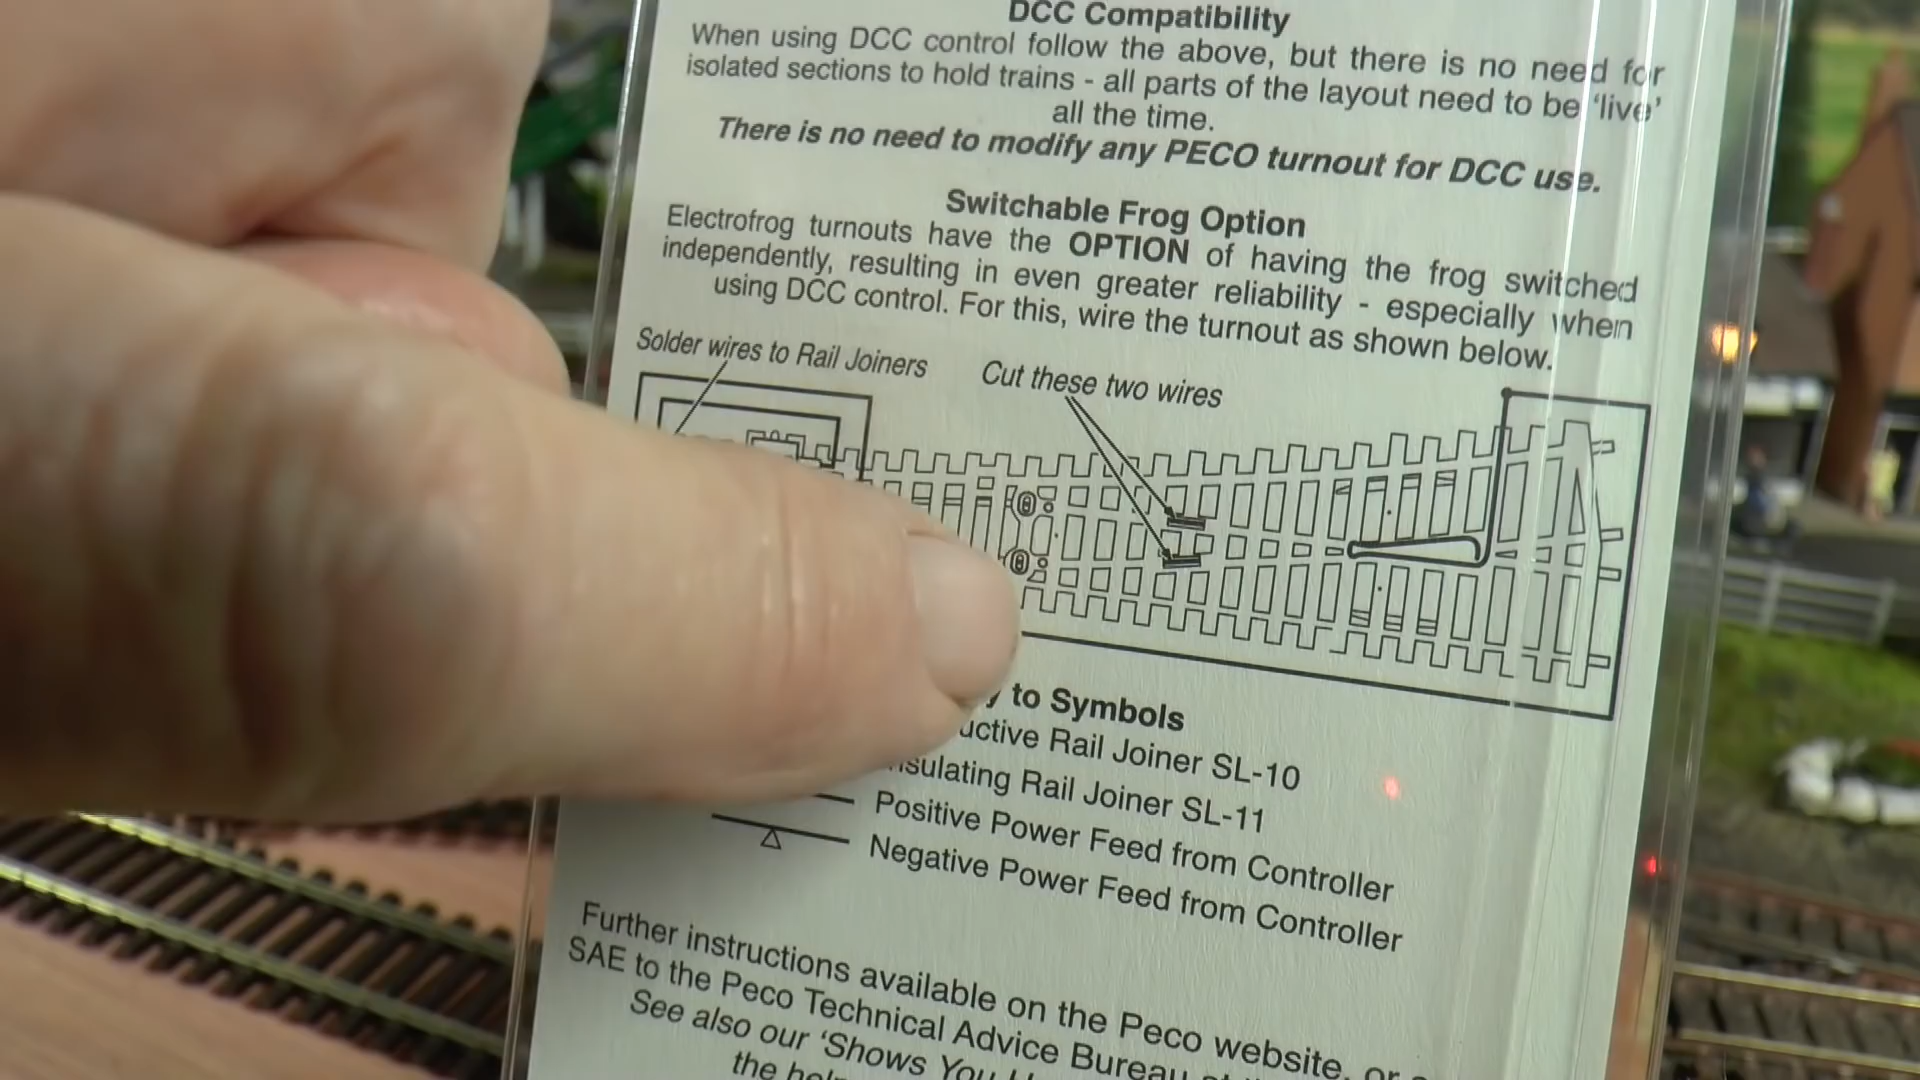 DCC Compatibility
When using DCC control follow the above, but there is no need for
isolated sections to hold trains - all parts of the layout need to be 'live'
all the time.
There is no need to modify any PECO turnout for DCC use.
Switchable Frog Option
Electrofrog turnouts have the OPTION of having the frog switched
independently, resulting in even greater reliability - especially when
using DCC control. For this, wire the turnout as shown below.
Solder wires to Rail Joiners
Cut these two wires
to Symbols
Rail Joiner SL-10
Rail Joiner SL-11
Positive Power Feed from Controller
Negative Power Feed from Controller
Further instructions available on the Peco website, or
SAE to the Peco Technical Advice Bureau
See also our 'Shows You
the